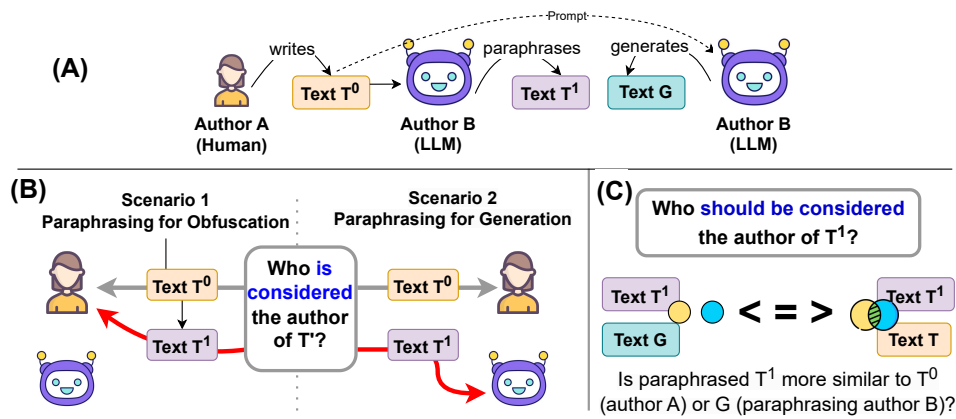 (A)
writes
Prompt
paraphrases
generates
Text T⁰
Text T¹
Text G
Author A
(Human)
Author B
(LLM)
Author B
(LLM)
(B)
Scenario 1
Paraphrasing for Obfuscation
Scenario 2
Paraphrasing for Generation
Text T⁰
Text T¹
Who is
considered
the author
of T'?
Text T⁰
Text T¹
(C)
Who should be considered
the author of T¹?
Text T¹
Text G
< = >
Text T¹
Text T
Is paraphrased T¹ more similar to T⁰
(author A) or G (paraphrasing author B)?